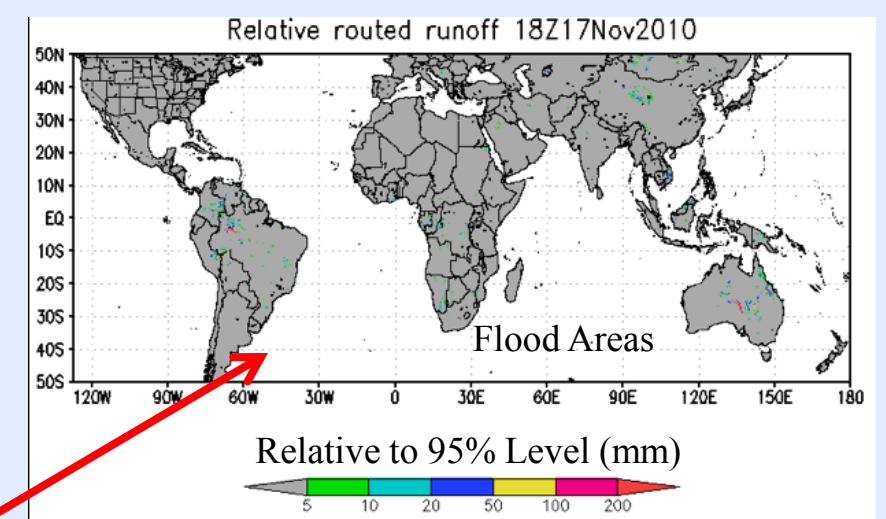 Relative routed runoff 18Z17Nov2010
50N
40N
30N
20N
10N
EQ
10S
20S
30S
40S
50S
Flood Areas
120W 90W 60W 30W 0 30E 60E 90E 120E 150E 180
Relative to 95% Level (mm)
5 10 20 50 100 200